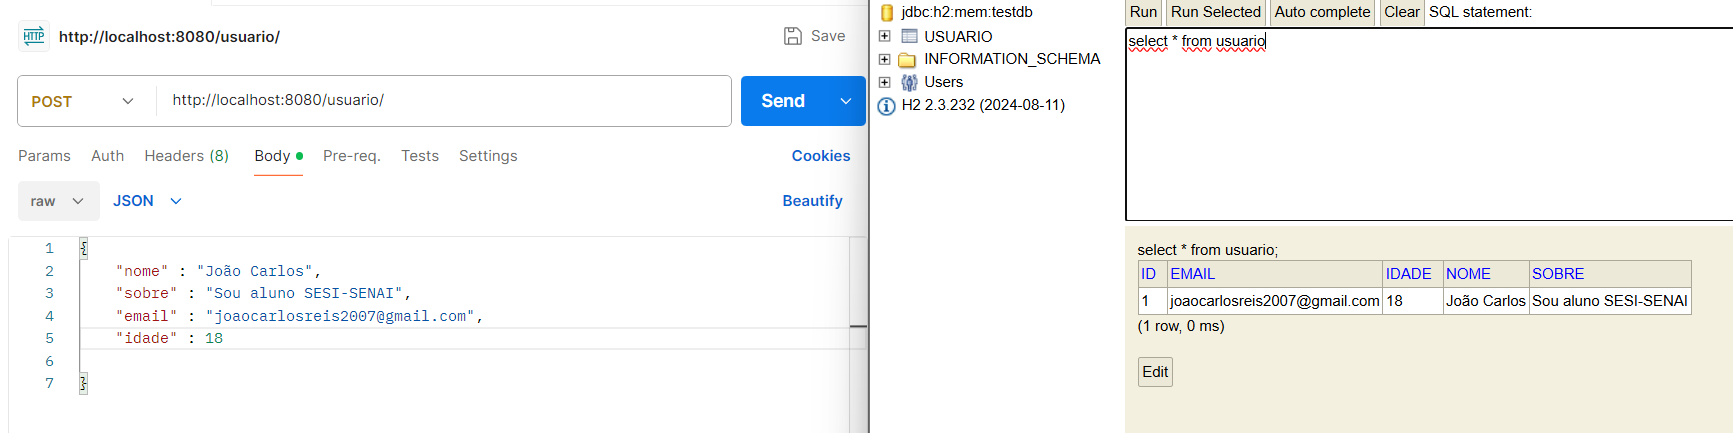 HTTP http://localhost:8080/usuario/ Save
POST http://localhost:8080/usuario/ Send
Params Auth Headers (8) Body Pre-req. Tests Settings Cookies
raw JSON Beautify
1 {
2 "nome" : "João Carlos",
3 "sobre" : "Sou aluno SESI-SENAI",
4 "email" : "joaocarlosreis2007@gmail.com",
5 "idade" : 18
6
7 }
jdbc:h2:mem:testdb
USUARIO
INFORMATION_SCHEMA
Users
H2 2.3.232 (2024-08-11)
Run Run Selected Auto complete Clear SQL statement:
select * from usuario
select * from usuario;
ID EMAIL IDADE NOME SOBRE
1 joaocarlosreis2007@gmail.com 18 João Carlos Sou aluno SESI-SENAI
(1 row, 0 ms)
Edit